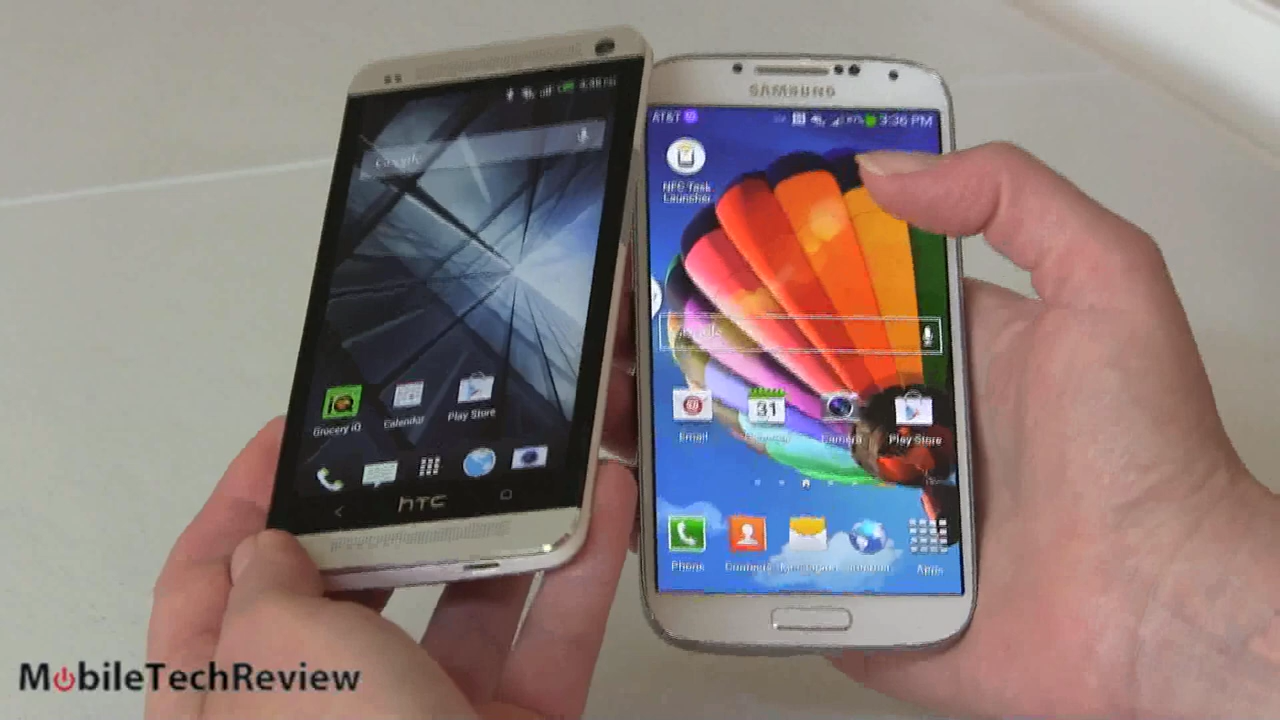 SAMSUNG
AT&T
3:36 PM
NFC Task
Launcher
Grocery iQ
Calendar
Play Store
hTC
Email
31
Camera
Play Store
Phone
Contacts
Apps
MobileTechReview